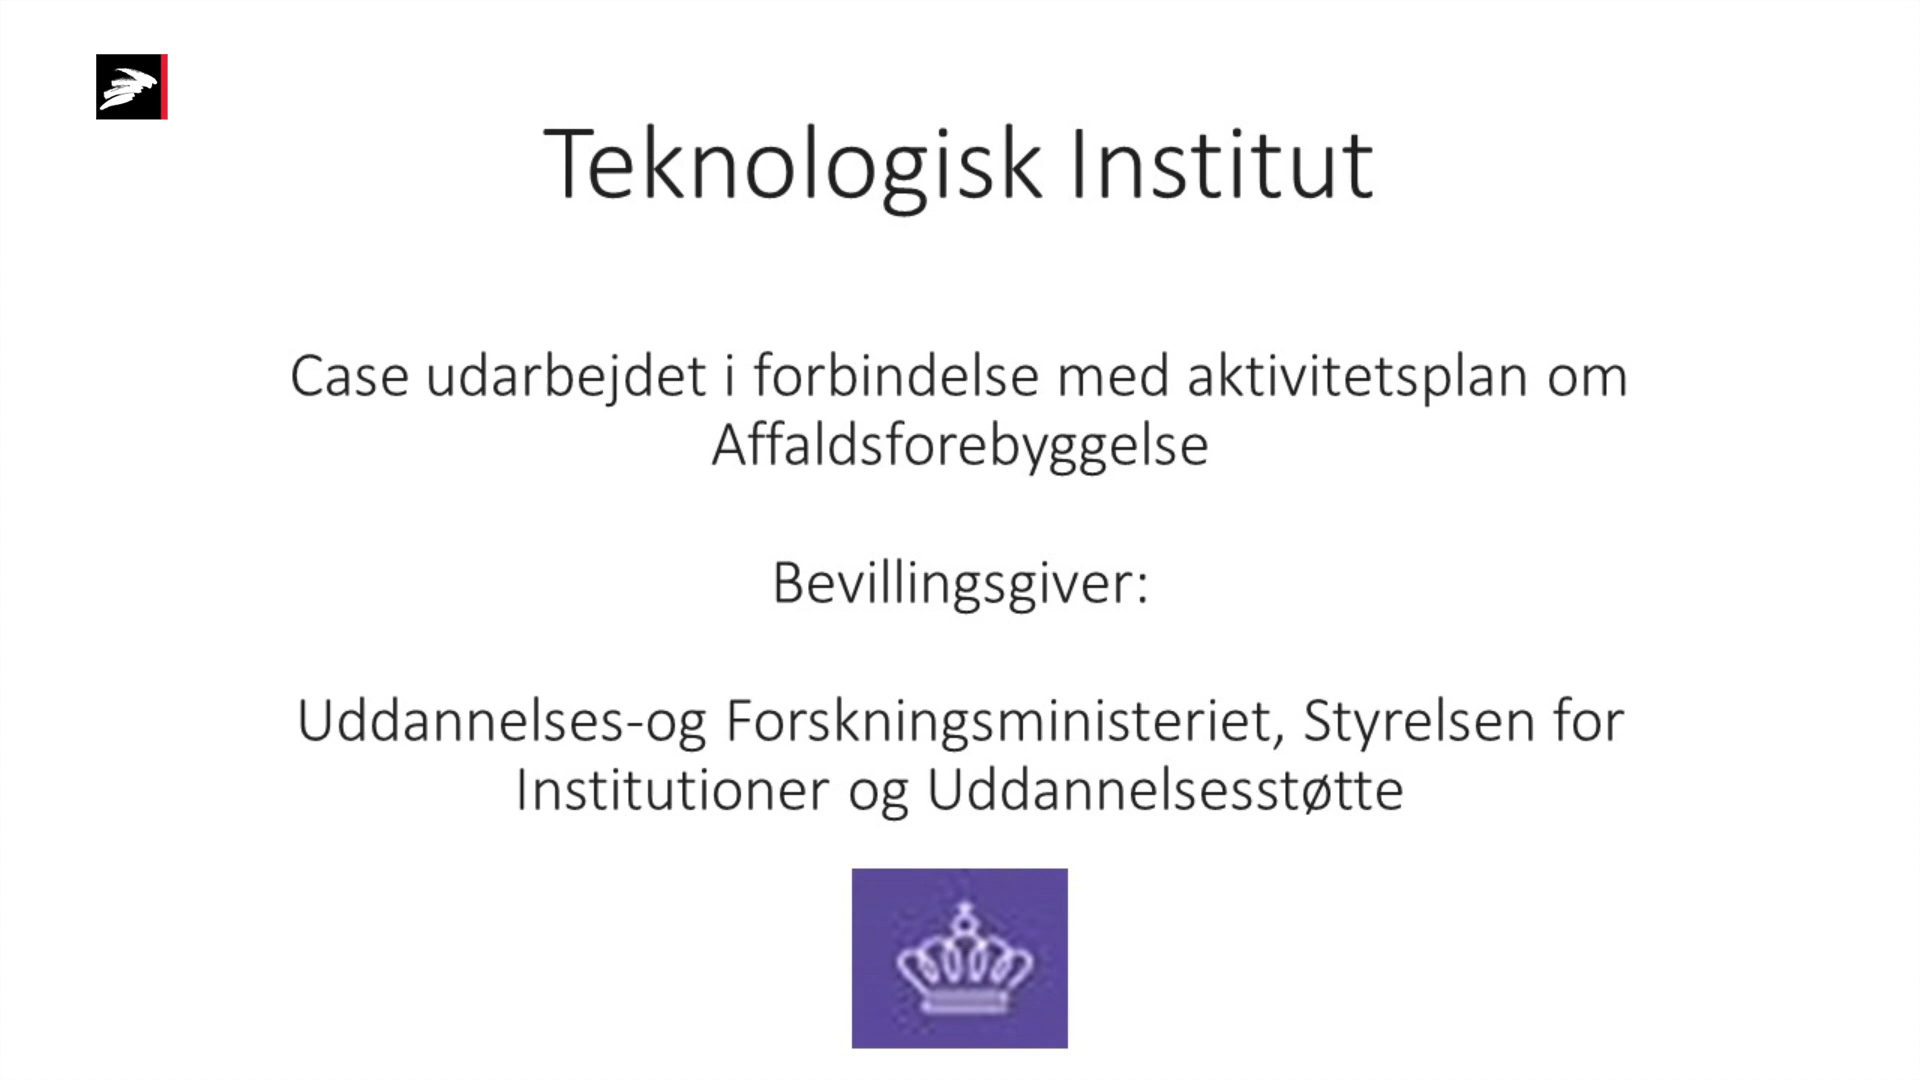 Teknologisk Institut
Case udarbejdet i forbindelse med aktivitetsplan om
Affaldsforebyggelse
Bevillingsgiver:
Uddannelses-og Forskningsministeriet, Styrelsen for
Institutioner og Uddannelsesstøtte